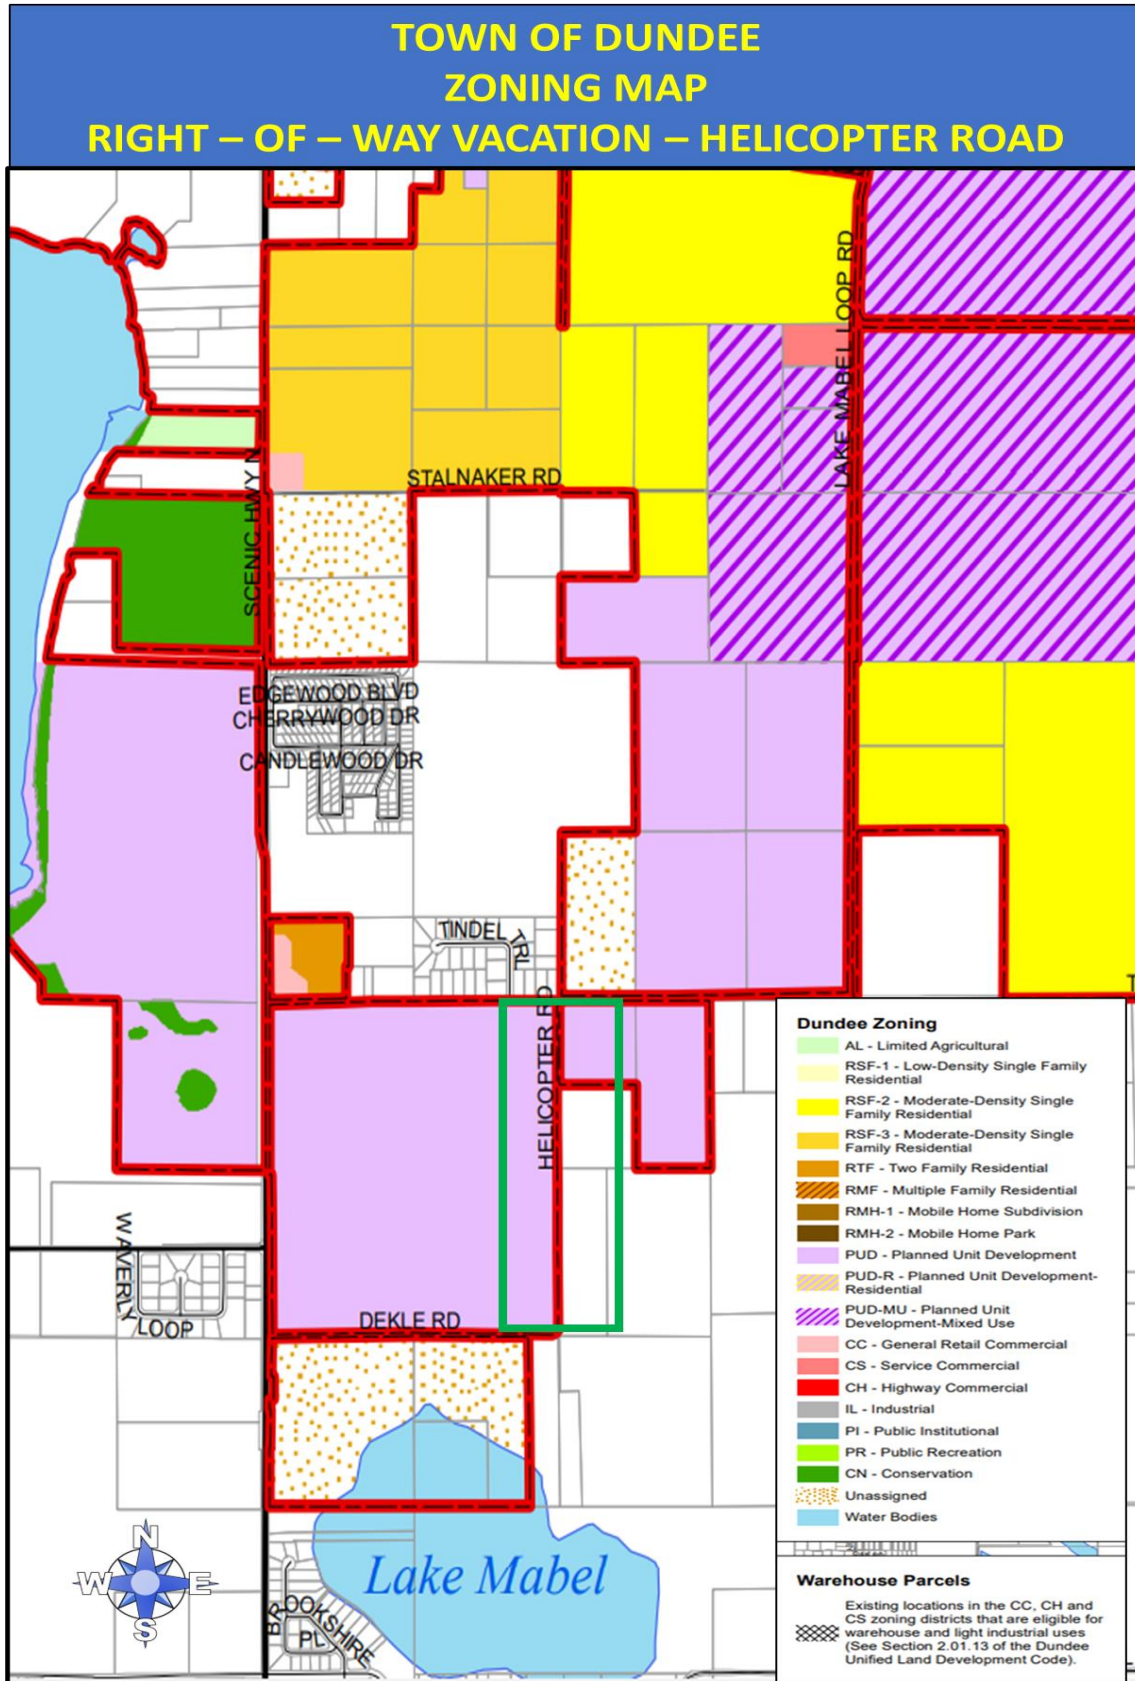 TOWN OF DUNDEE
ZONING MAP
RIGHT – OF – WAY VACATION – HELICOPTER ROAD
LAKE MABEL LOOP RD
STALNAKER RD
SCENIC HWY N
EDGEWOOD BLVD
CHERRYWOOD DR
CANDLEWOOD DR
TINDEL TRL
HELICOPTER RD
WAVERLY
LOOP
DEKLE RD
Lake Mabel
BROOKSHIRE
PL
N
W
E
S
Dundee Zoning
AL - Limited Agricultural
RSF-1 - Low-Density Single Family
Residential
RSF-2 - Moderate-Density Single
Family Residential
RSF-3 - Moderate-Density Single
Family Residential
RTF - Two Family Residential
RMF - Multiple Family Residential
RMH-1 - Mobile Home Subdivision
RMH-2 - Mobile Home Park
PUD - Planned Unit Development
PUD-R - Planned Unit Development-
Residential
PUD-MU - Planned Unit
Development-Mixed Use
CC - General Retail Commercial
CS - Service Commercial
CH - Highway Commercial
IL - Industrial
PI - Public Institutional
PR - Public Recreation
CN - Conservation
Unassigned
Water Bodies
Warehouse Parcels
Existing locations in the CC, CH and
CS zoning districts that are eligible for
warehouse and light industrial uses
(See Section 2.01.13 of the Dundee
Unified Land Development Code).